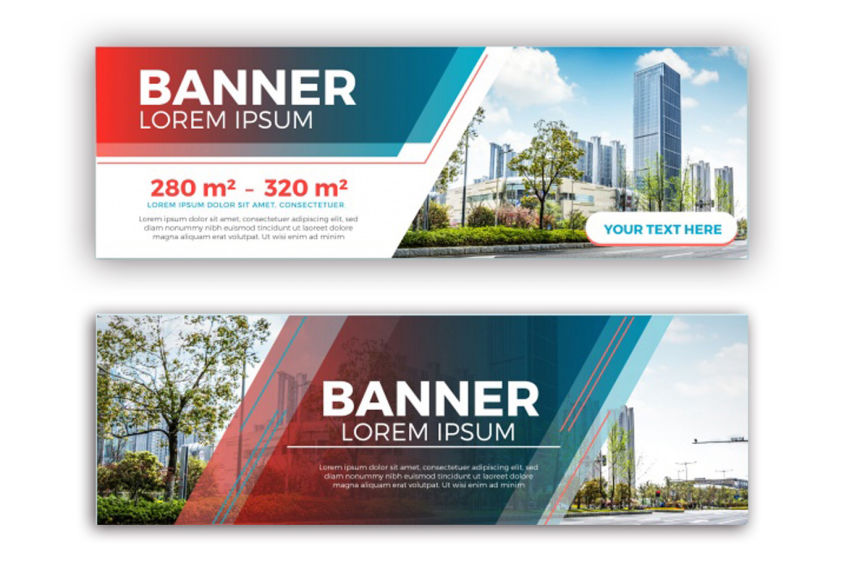 BANNER
LOREM IPSUM
280 m² - 320 m²
LOREM IPSUM DOLOR SIT AMET, CONSECTETUER
Lorem ipsum dolor sit amet, consectetuer adipiscing elit, sed
diam nonummy nibh euismod tincidunt ut laoreet dolore
magna aliquam erat volutpat. Ut wisi enim ad minim
YOUR TEXT HERE
BANNER
LOREM IPSUM
Lorem ipsum dolor sit amet, consectetuer adipiscing elit, sed
diam nonummy nibh euismod tincidunt ut laoreet dolore
magna aliquam erat volutpat. Ut wisi enim ad minim